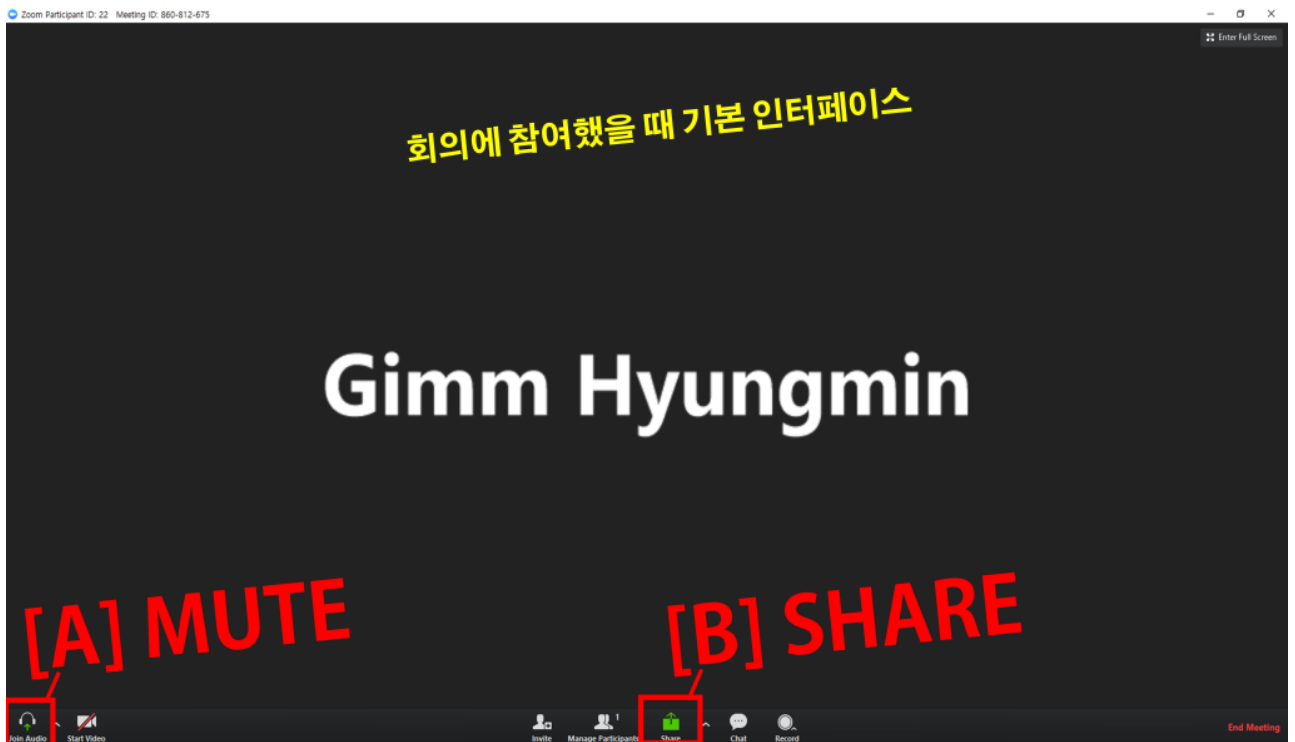 Zoom Participant ID: 22 Meeting ID: 860-812-675
Enter Full Screen
회의에 참여했을 때 기본 인터페이스
Gimm Hyungmin
[A] MUTE
[B] SHARE
Join Audio Start Video Invite Manage Participants 1 Share Chat Record End Meeting